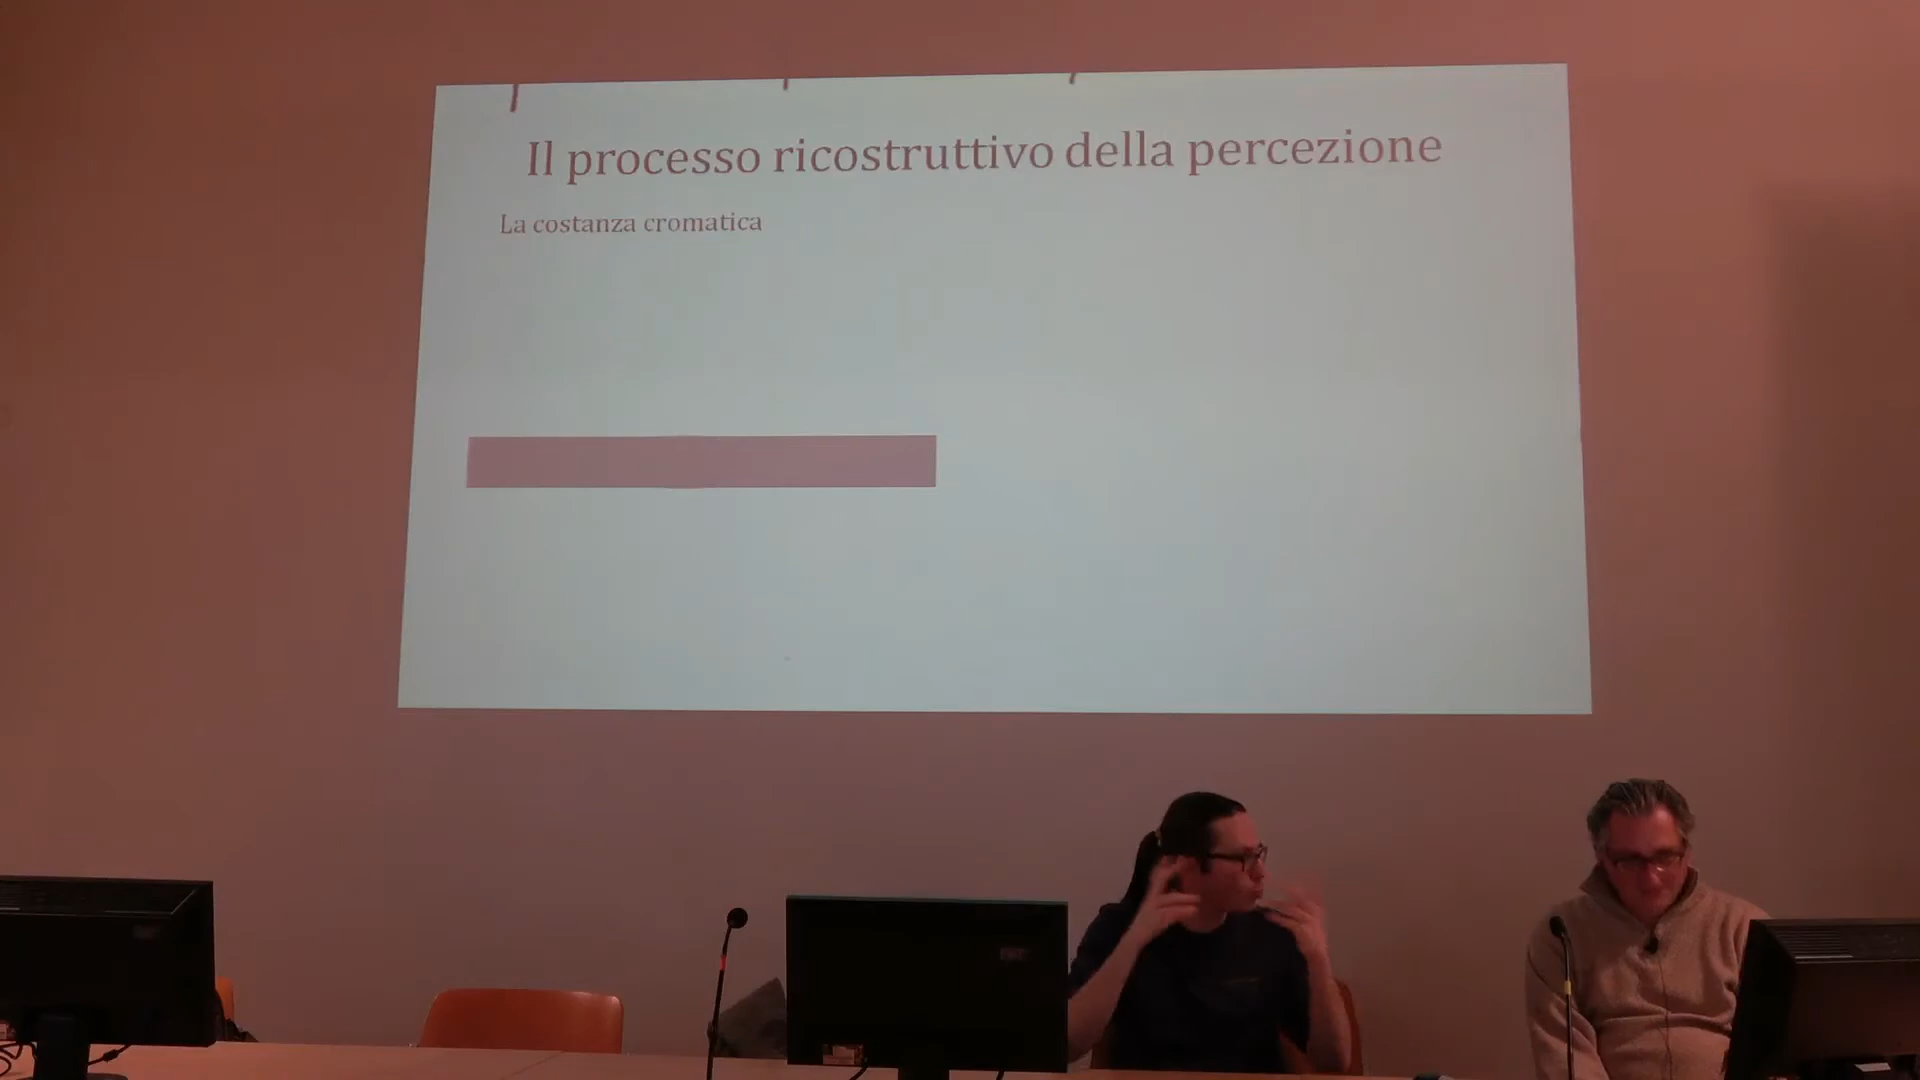 Il processo ricostruttivo della percezione
La costanza cromatica